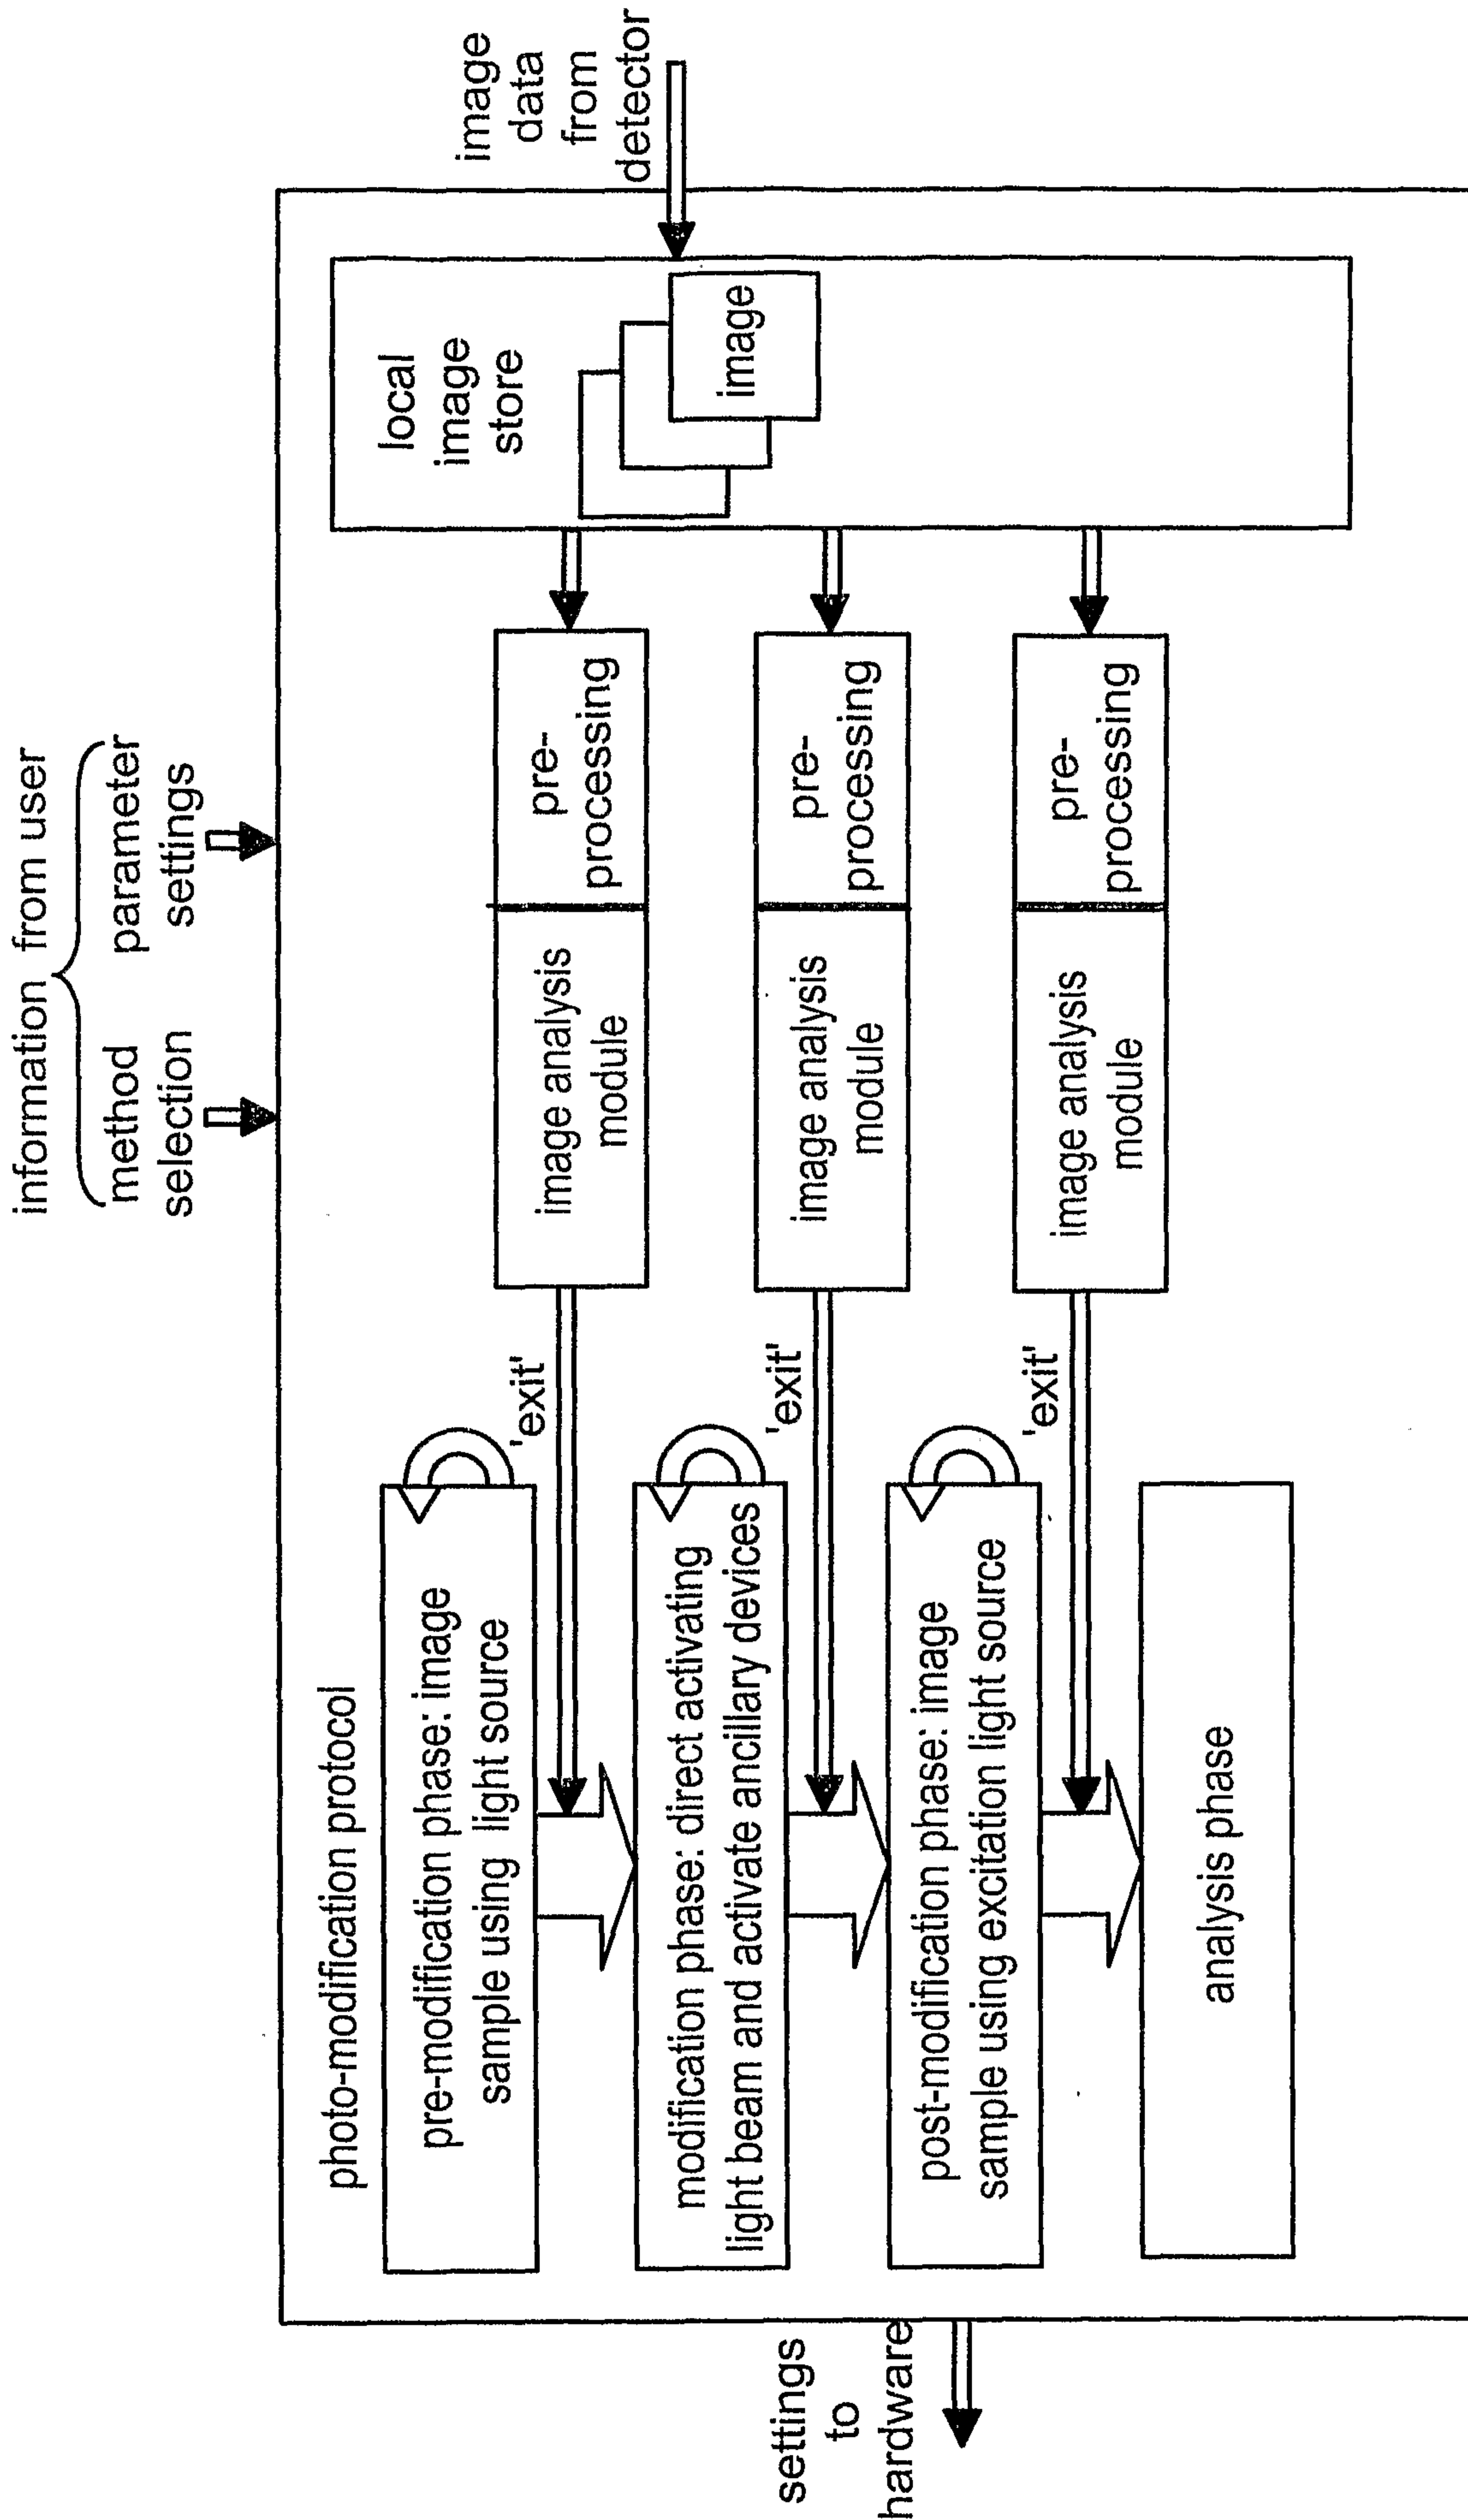 information from user
method
selection
parameter
settings
photo-modification protocol
pre-modification phase: image
sample using light source
modification phase: direct activating
light beam and activate ancillary devices
post-modification phase: image
sample using excitation light source
analysis phase
'exit'
'exit'
'exit'
image analysis
module
pre-
processing
image analysis
module
pre-
processing
image analysis
module
pre-
processing
local
image
store
image
image
data
from
detector
settings
to
hardware